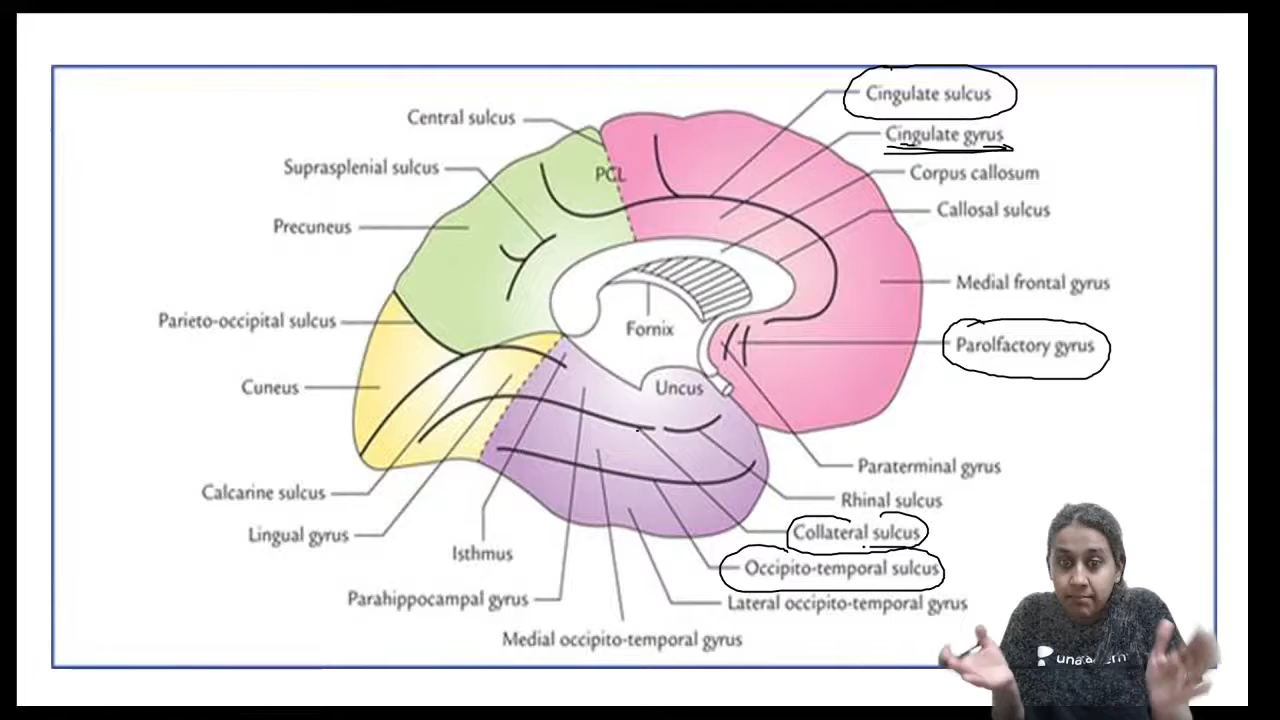 Cingulate sulcus
Central sulcus
Cingulate gyrus
Suprasplenial sulcus
PCL
Corpus callosum
Callosal sulcus
Precuneus
Medial frontal gyrus
Parieto-occipital sulcus
Fornix
Parolfactory gyrus
Cuneus
Uncus
Paraterminal gyrus
Calcarine sulcus
Rhinal sulcus
Lingual gyrus
Collateral sulcus
Isthmus
Occipito-temporal sulcus
Parahippocampal gyrus
Lateral occipito-temporal gyrus
Medial occipito-temporal gyrus